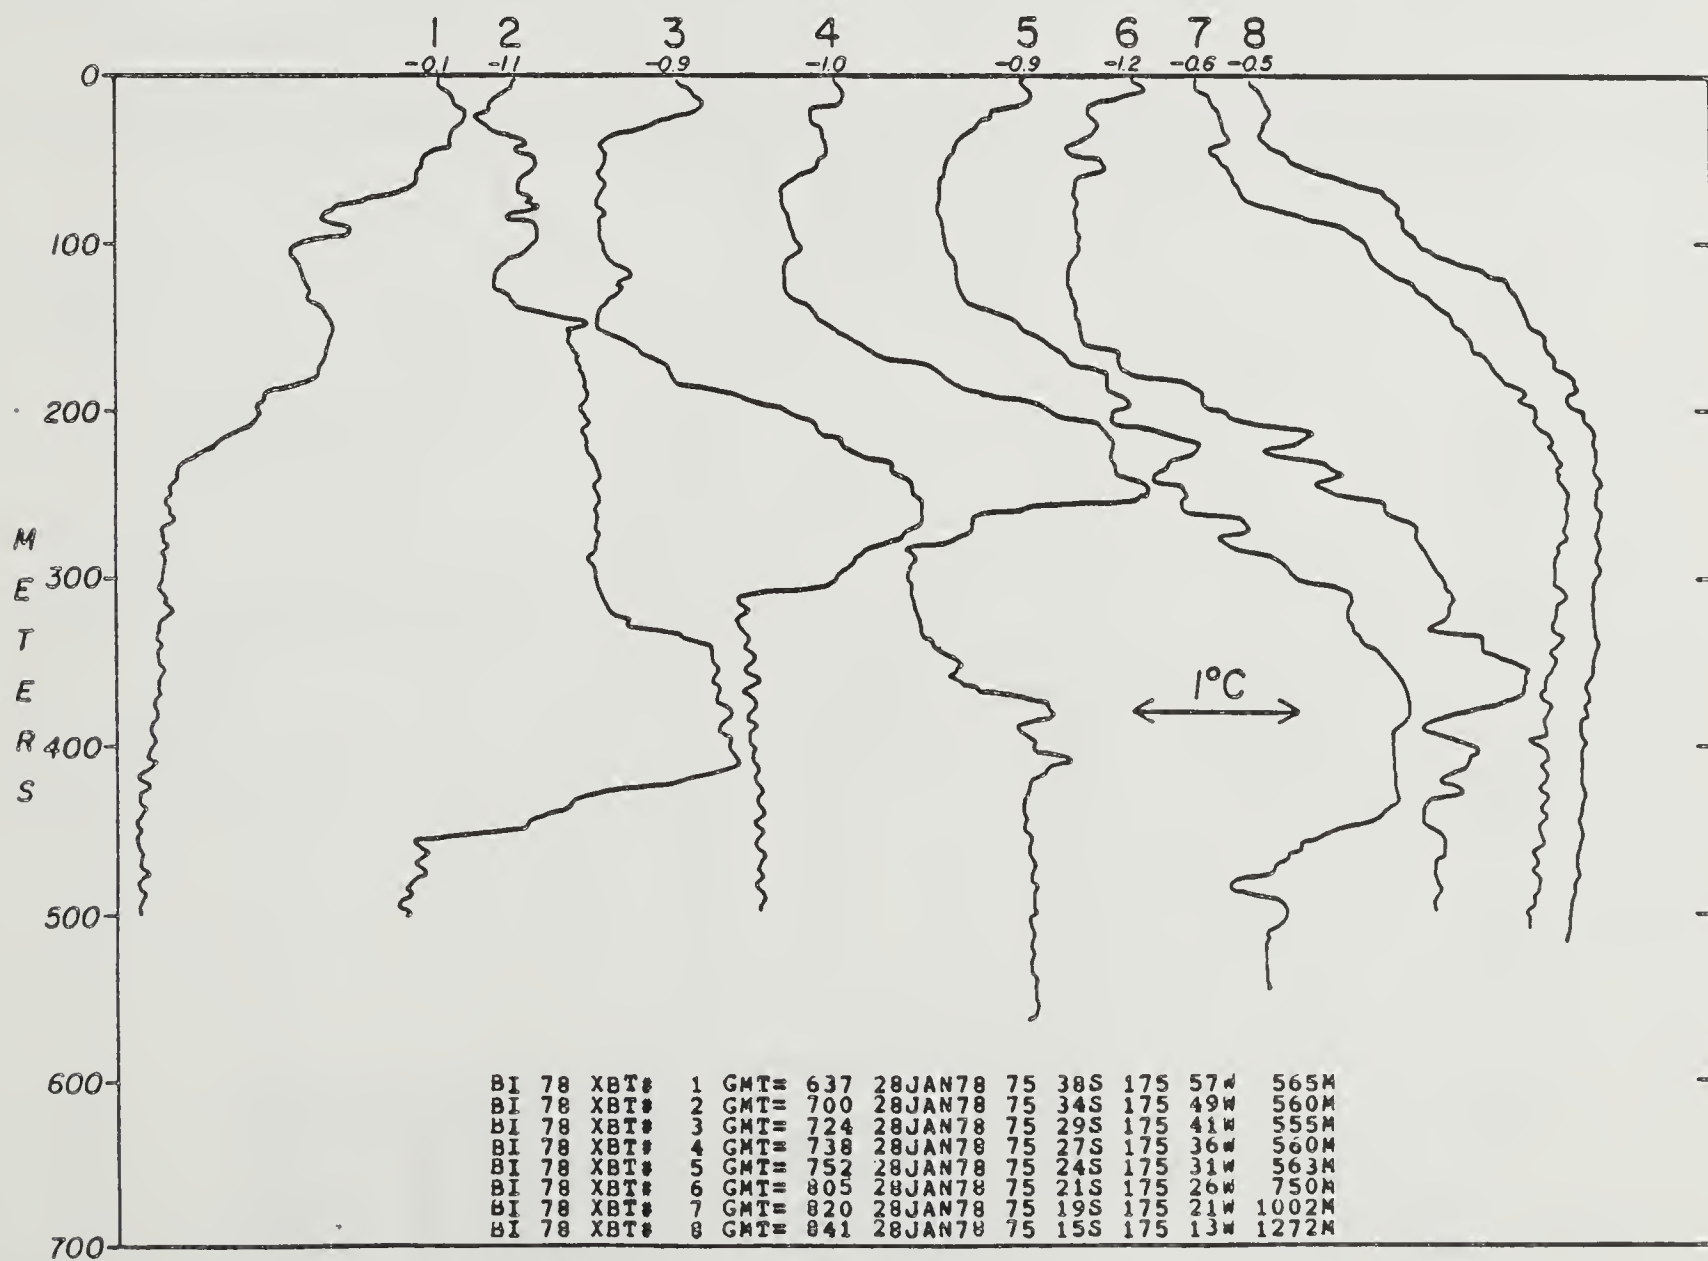 1 2 3 4 5 6 7 8
-0.1 -1.1 -0.9 -1.0 -0.9 -1.2 -0.6 -0.5
0
100
200
300
400
500
600
700
METERS
1°C
BI 78 XBT# 1 GMT= 637 28JAN78 75 38S 175 57W 565M
BI 78 XBT# 2 GMT= 700 28JAN78 75 34S 175 49W 560M
BI 78 XBT# 3 GMT= 724 28JAN78 75 29S 175 41W 555M
BI 78 XBT# 4 GMT= 738 28JAN78 75 27S 175 36W 560M
BI 78 XBT# 5 GMT= 752 28JAN78 75 24S 175 31W 563M
BI 78 XBT# 6 GMT= 805 28JAN78 75 21S 175 26W 750M
BI 78 XBT# 7 GMT= 820 28JAN78 75 19S 175 21W 1002M
BI 78 XBT# 8 GMT= 841 28JAN78 75 15S 175 13W 1272M